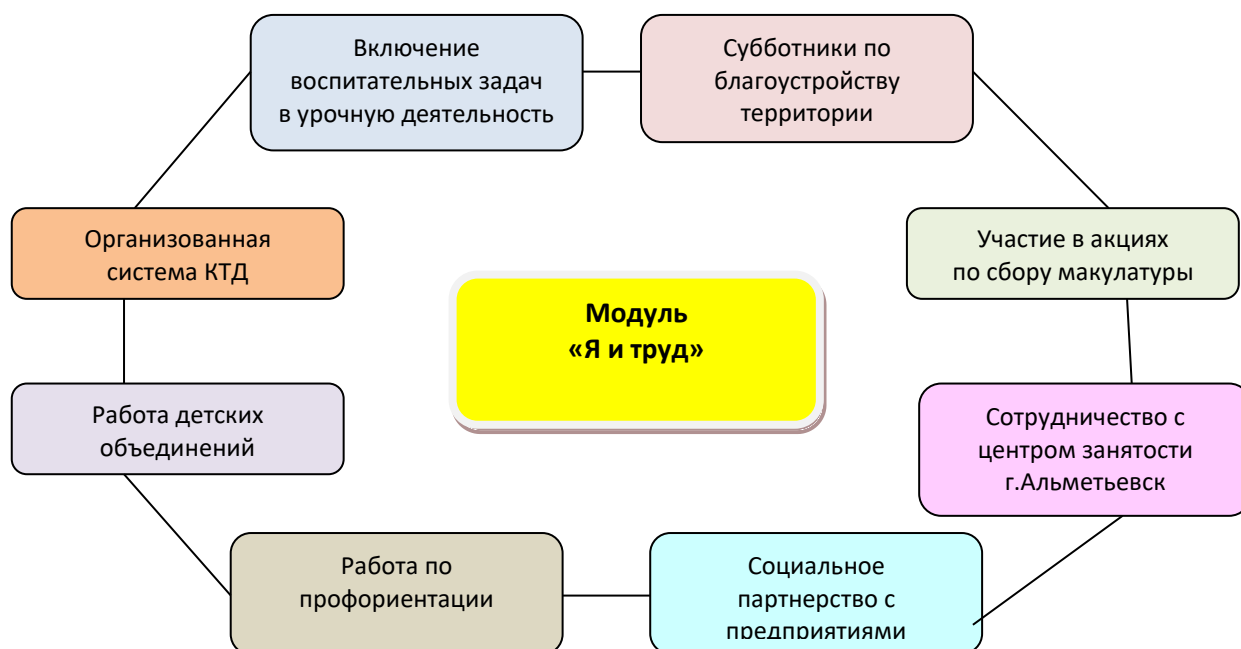 Включение
воспитательных задач
в урочную деятельность
Субботники по
благоустройству
территории
Организованная
система КТД
Участие в акциях
по сбору макулатуры
Модуль
«Я и труд»
Работа детских
объединений
Сотрудничество с
центром занятости
г.Альметьевск
Работа по
профориентации
Социальное
партнерство с
предприятиями